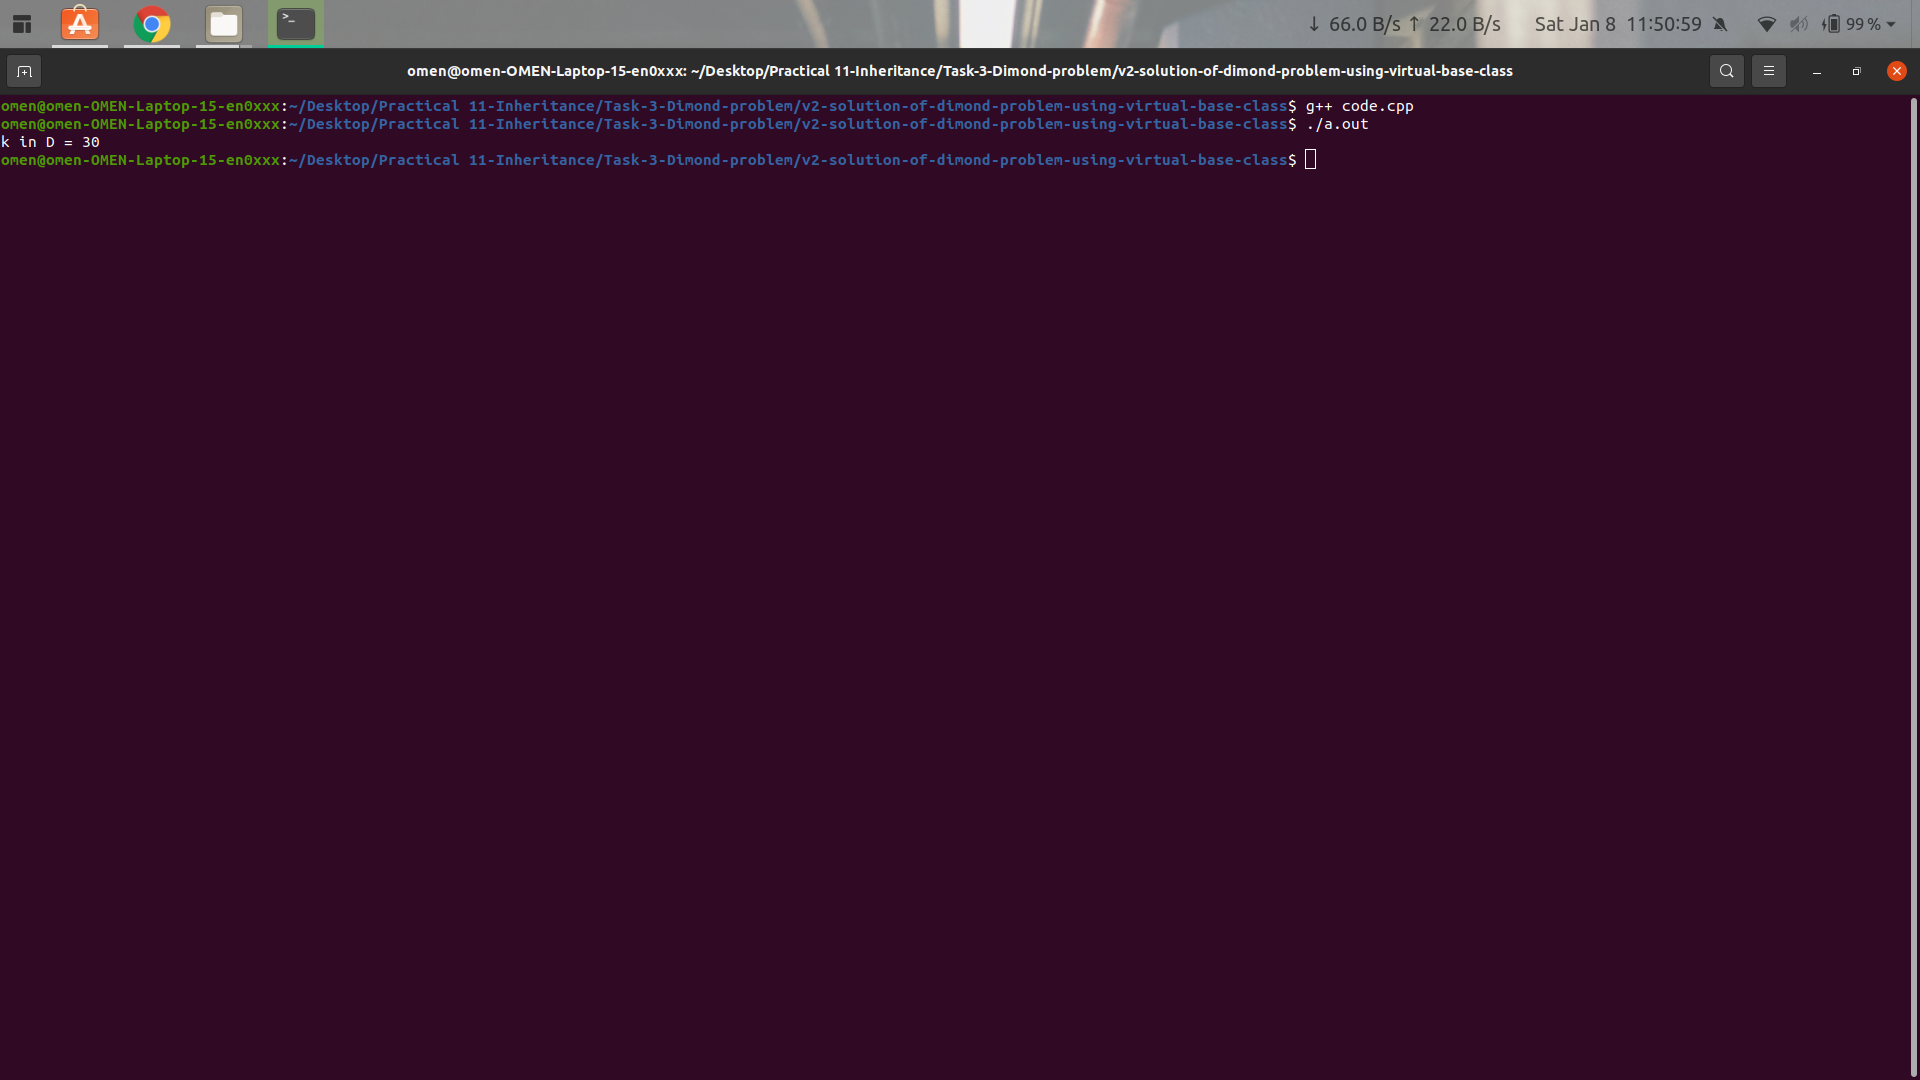 ↓ 66.0 B/s ↑ 22.0 B/s Sat Jan 8 11:50:59 99 %
omen@omen-OMEN-Laptop-15-en0xxx: ~/Desktop/Practical 11-Inheritance/Task-3-Dimond-problem/v2-solution-of-dimond-problem-using-virtual-base-class
omen@omen-OMEN-Laptop-15-en0xxx:~/Desktop/Practical 11-Inheritance/Task-3-Dimond-problem/v2-solution-of-dimond-problem-using-virtual-base-class$ g++ code.cpp
omen@omen-OMEN-Laptop-15-en0xxx:~/Desktop/Practical 11-Inheritance/Task-3-Dimond-problem/v2-solution-of-dimond-problem-using-virtual-base-class$ ./a.out
k in D = 30
omen@omen-OMEN-Laptop-15-en0xxx:~/Desktop/Practical 11-Inheritance/Task-3-Dimond-problem/v2-solution-of-dimond-problem-using-virtual-base-class$